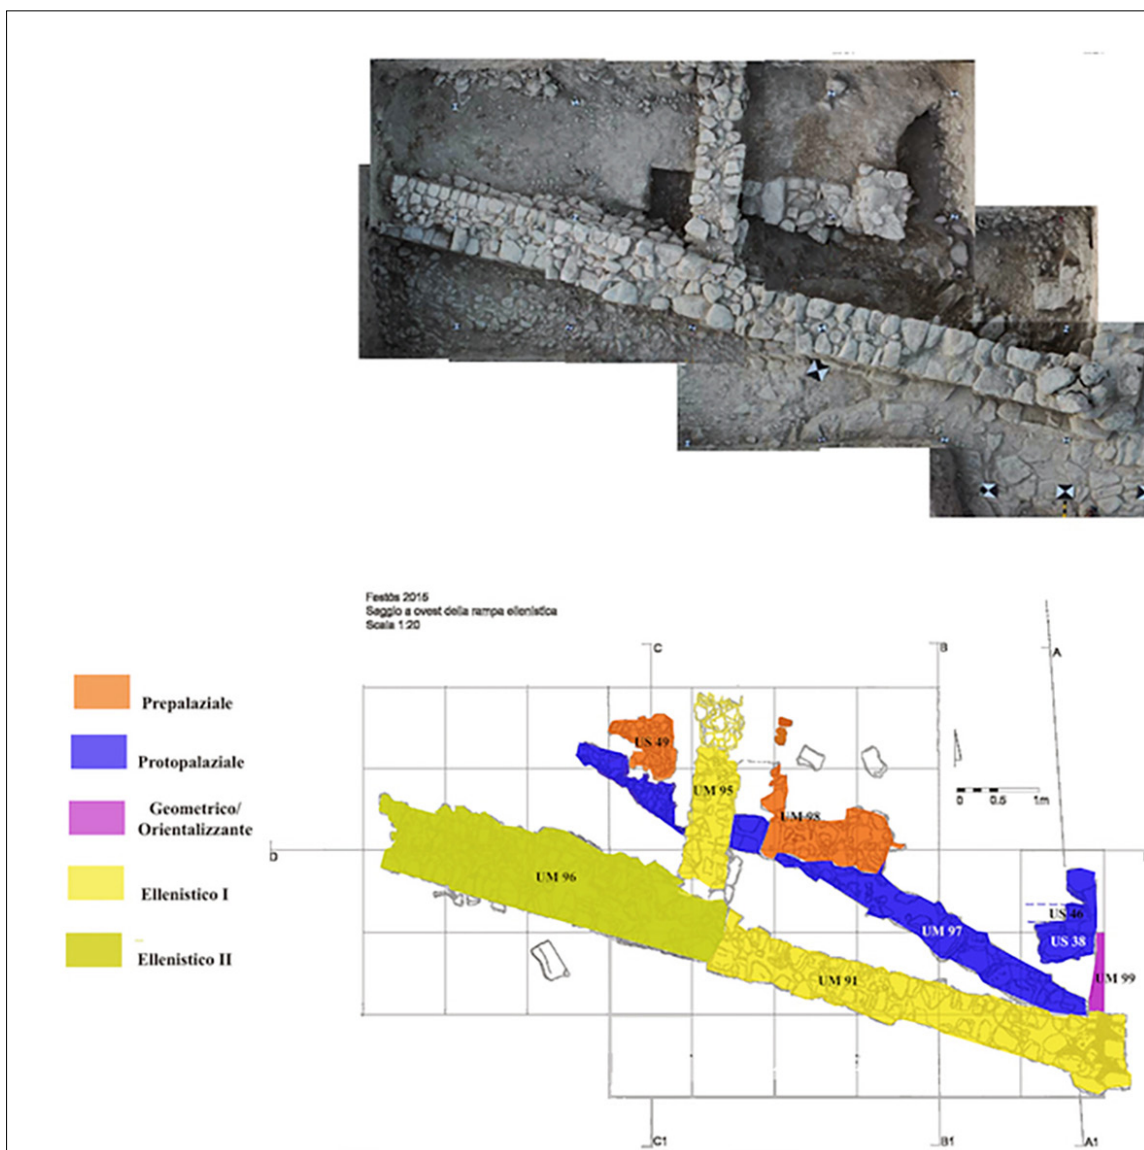 Festòs 2015
Saggio a ovest della rampa ellenistica
Scala 1:20
C
B
A
Prepalaziale
Protopalaziale
Geometrico/
Orientalizzante
Ellenistico I
Ellenistico II
US 49
UM 95
UM 98
0 0.5 1m
D
UM 96
US 46
UM 97
US 38
UM 91
UM 99
C1
B1
A1